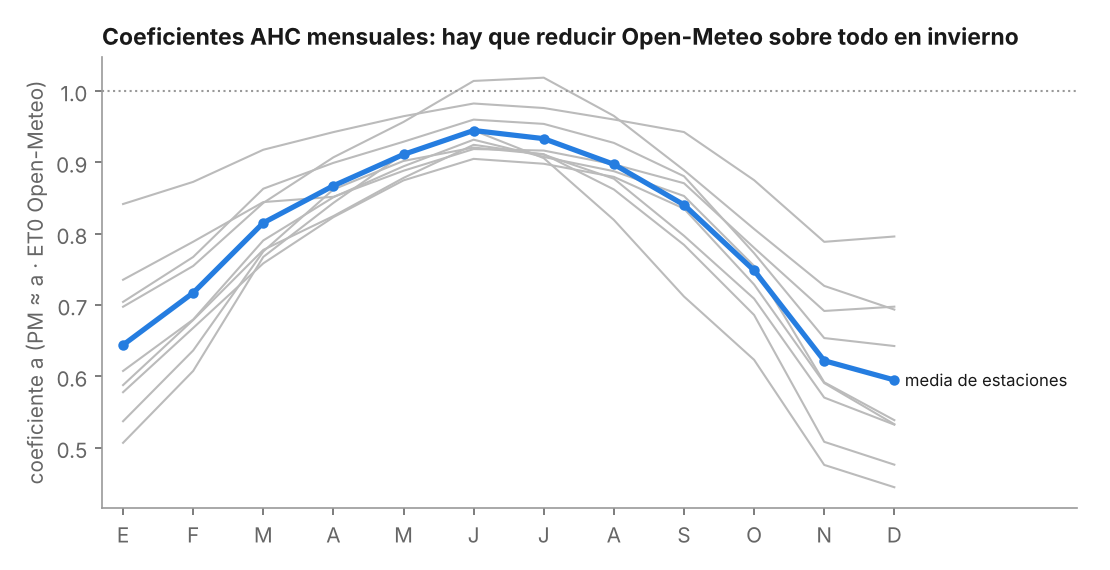 Coeficientes AHC mensuales: hay que reducir Open-Meteo sobre todo en invierno
coeficiente a (PM ≈ a · ET0 Open-Meteo)
1.0
0.9
0.8
0.7
0.6
0.5
media de estaciones
E F M A M J J A S O N D